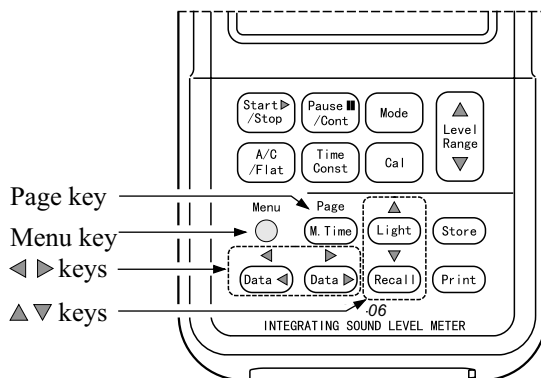 Start▶ /Stop
Pause▮▮ /Cont
Mode
▲ Level Range ▼
A/C /Flat
Time Const
Cal
Page key
Menu
Page
Menu key
M.Time
Light
Store
◁ ▷ keys
Data◀
Data▶
Recall
Print
△ ▽ keys
-06
INTEGRATING SOUND LEVEL METER